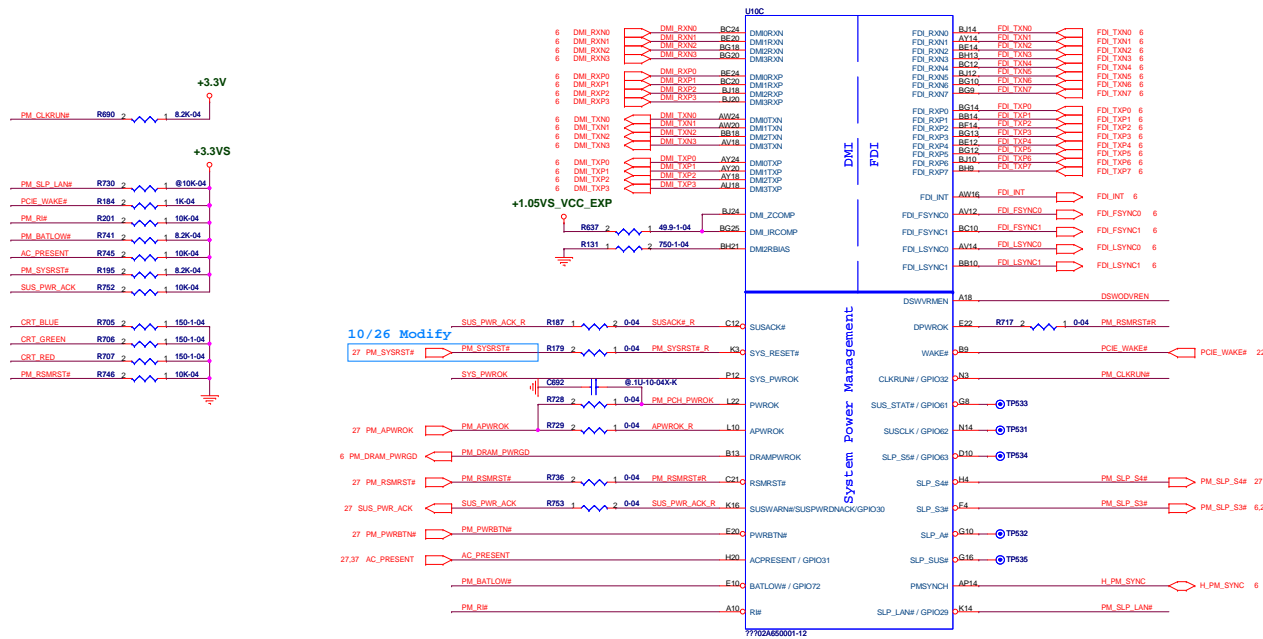 U10C
6 DMI_RXN0 DMI_RXN0 BC24 DMI0RXN FDI_RXN0 BJ14 FDI_TXN0 FDI_TXN0 6
6 DMI_RXN1 DMI_RXN1 BE20 DMI1RXN FDI_RXN1 AY14 FDI_TXN1 FDI_TXN1 6
6 DMI_RXN2 DMI_RXN2 BG18 DMI2RXN FDI_RXN2 BE14 FDI_TXN2 FDI_TXN2 6
6 DMI_RXN3 DMI_RXN3 BG20 DMI3RXN FDI_RXN3 BH13 FDI_TXN3 FDI_TXN3 6
FDI_RXN4 BC12 FDI_TXN4 FDI_TXN4 6
6 DMI_RXP0 DMI_RXP0 BE24 DMI0RXP FDI_RXN5 BJ12 FDI_TXN5 FDI_TXN5 6
6 DMI_RXP1 DMI_RXP1 BC20 DMI1RXP FDI_RXN6 BG10 FDI_TXN6 FDI_TXN6 6
6 DMI_RXP2 DMI_RXP2 BJ18 DMI2RXP FDI_RXN7 BG9 FDI_TXN7 FDI_TXN7 6
6 DMI_RXP3 DMI_RXP3 BJ20 DMI3RXP
FDI_RXP0 BG14 FDI_TXP0 FDI_TXP0 6
6 DMI_TXN0 DMI_TXN0 AW24 DMI0TXN FDI_RXP1 BB14 FDI_TXP1 FDI_TXP1 6
6 DMI_TXN1 DMI_TXN1 AW20 DMI1TXN FDI_RXP2 BF14 FDI_TXP2 FDI_TXP2 6
6 DMI_TXN2 DMI_TXN2 BB18 DMI2TXN FDI_RXP3 BG13 FDI_TXP3 FDI_TXP3 6
6 DMI_TXN3 DMI_TXN3 AV18 DMI3TXN FDI_RXP4 BE12 FDI_TXP4 FDI_TXP4 6
FDI_RXP5 BG12 FDI_TXP5 FDI_TXP5 6
6 DMI_TXP0 DMI_TXP0 AY24 DMI0TXP FDI_RXP6 BJ10 FDI_TXP6 FDI_TXP6 6
6 DMI_TXP1 DMI_TXP1 AY20 DMI1TXP FDI_RXP7 BH9 FDI_TXP7 FDI_TXP7 6
6 DMI_TXP2 DMI_TXP2 AY18 DMI2TXP
6 DMI_TXP3 DMI_TXP3 AU18 DMI3TXP
DMI
FDI
FDI_INT AW16 FDI_INT FDI_INT 6
+1.05VS_VCC_EXP
BJ24 DMI_ZCOMP FDI_FSYNC0 AV12 FDI_FSYNC0 FDI_FSYNC0 6
R637 2 1 49.9-1-04 BG25 DMI_IRCOMP FDI_FSYNC1 BC10 FDI_FSYNC1 FDI_FSYNC1 6
R131 1 2 750-1-04 BH21 DMI2RBIAS FDI_LSYNC0 AV14 FDI_LSYNC0 FDI_LSYNC0 6
FDI_LSYNC1 BB10 FDI_LSYNC1 FDI_LSYNC1 6
+3.3V
PM_CLKRUN# R690 2 1 8.2K-04
+3.3VS
PM_SLP_LAN# R730 2 1 @10K-04
PCIE_WAKE# R184 2 1 1K-04
PM_RI# R201 2 1 10K-04
PM_BATLOW# R741 2 1 8.2K-04
AC_PRESENT R745 2 1 10K-04
PM_SYSRST# R195 2 1 8.2K-04
SUS_PWR_ACK R752 2 1 10K-04
CRT_BLUE R705 2 1 150-1-04
CRT_GREEN R706 2 1 150-1-04
CRT_RED R707 2 1 150-1-04
PM_RSMRST# R746 2 1 10K-04
System Power Management
DSWVRMEN A18 DSWODVREN
10/26 Modify
SUS_PWR_ACK_R R187 1 2 0-04 SUSACK#_R C12 SUSACK# DPWROK E22 R717 2 1 0-04 PM_RSMRST#R
27 PM_SYSRST# PM_SYSRST# R179 2 1 0-04 PM_SYSRST#_R K3 SYS_RESET# WAKE# B9 PCIE_WAKE# PCIE_WAKE# 22
SYS_PWROK P12 SYS_PWROK CLKRUN# / GPIO32 N3 PM_CLKRUN#
C692 @.1U-10-04X-K
R728 2 1 0-04 PM_PCH_PWROK L22 PWROK SUS_STAT# / GPIO61 G8 TP533
27 PM_APWROK PM_APWROK R729 2 1 0-04 APWROK_R L10 APWROK SUSCLK / GPIO62 N14 TP531
6 PM_DRAM_PWRGD PM_DRAM_PWRGD B13 DRAMPWROK SLP_S5# / GPIO63 D10 TP534
27 PM_RSMRST# PM_RSMRST# R736 2 1 0-04 PM_RSMRST#R C21 RSMRST# SLP_S4# H4 PM_SLP_S4# PM_SLP_S4# 27
27 SUS_PWR_ACK SUS_PWR_ACK R753 1 2 0-04 SUS_PWR_ACK_R K16 SUSWARN#/SUSPWRDNACK/GPIO30 SLP_S3# F4 PM_SLP_S3# PM_SLP_S3# 6,2
27 PM_PWRBTN# PM_PWRBTN# E20 PWRBTN# SLP_A# G10 TP532
27,37 AC_PRESENT AC_PRESENT H20 ACPRESENT / GPIO31 SLP_SUS# G16 TP535
PM_BATLOW# E10 BATLOW# / GPIO72 PMSYNCH AP14 H_PM_SYNC H_PM_SYNC 6
PM_RI# A10 RI# SLP_LAN# / GPIO29 K14 PM_SLP_LAN#
???02A650001-12